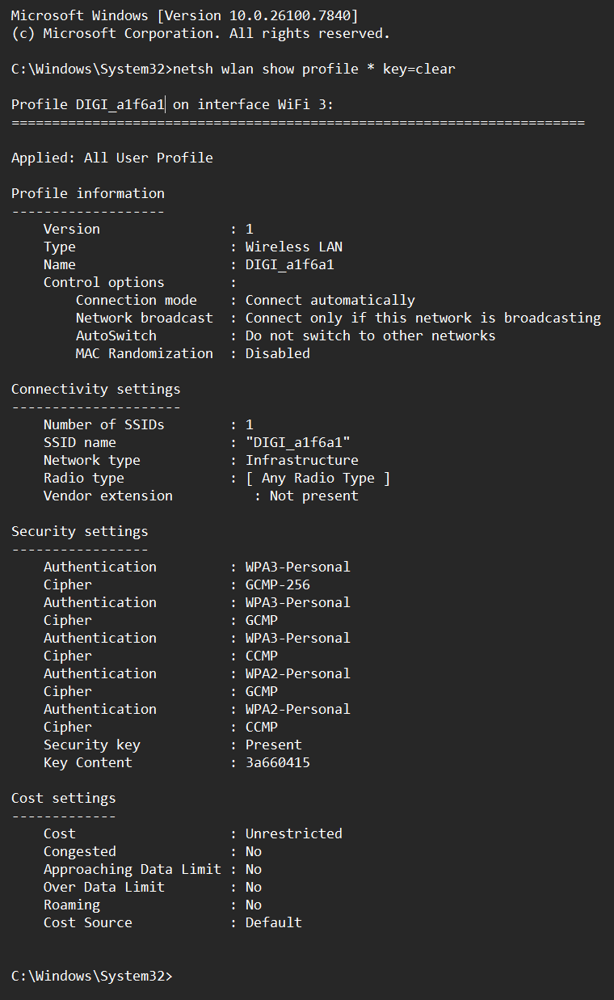 Microsoft Windows [Version 10.0.26100.7840]
(c) Microsoft Corporation. All rights reserved.
C:\Windows\System32>netsh wlan show profile * key=clear
Profile DIGI_a1f6a1 on interface WiFi 3:
=======================================================================
Applied: All User Profile
Profile information
-------------------
    Version                : 1
    Type                   : Wireless LAN
    Name                   : DIGI_a1f6a1
    Control options        :
        Connection mode    : Connect automatically
        Network broadcast  : Connect only if this network is broadcasting
        AutoSwitch         : Do not switch to other networks
        MAC Randomization  : Disabled
Connectivity settings
---------------------
    Number of SSIDs        : 1
    SSID name              : "DIGI_a1f6a1"
    Network type           : Infrastructure
    Radio type             : [ Any Radio Type ]
    Vendor extension          : Not present
Security settings
-----------------
    Authentication         : WPA3-Personal
    Cipher                 : GCMP-256
    Authentication         : WPA3-Personal
    Cipher                 : GCMP
    Authentication         : WPA3-Personal
    Cipher                 : CCMP
    Authentication         : WPA2-Personal
    Cipher                 : GCMP
    Authentication         : WPA2-Personal
    Cipher                 : CCMP
    Security key           : Present
    Key Content            : 3a660415
Cost settings
-------------
    Cost                   : Unrestricted
    Congested              : No
    Approaching Data Limit : No
    Over Data Limit        : No
    Roaming                : No
    Cost Source            : Default
C:\Windows\System32>